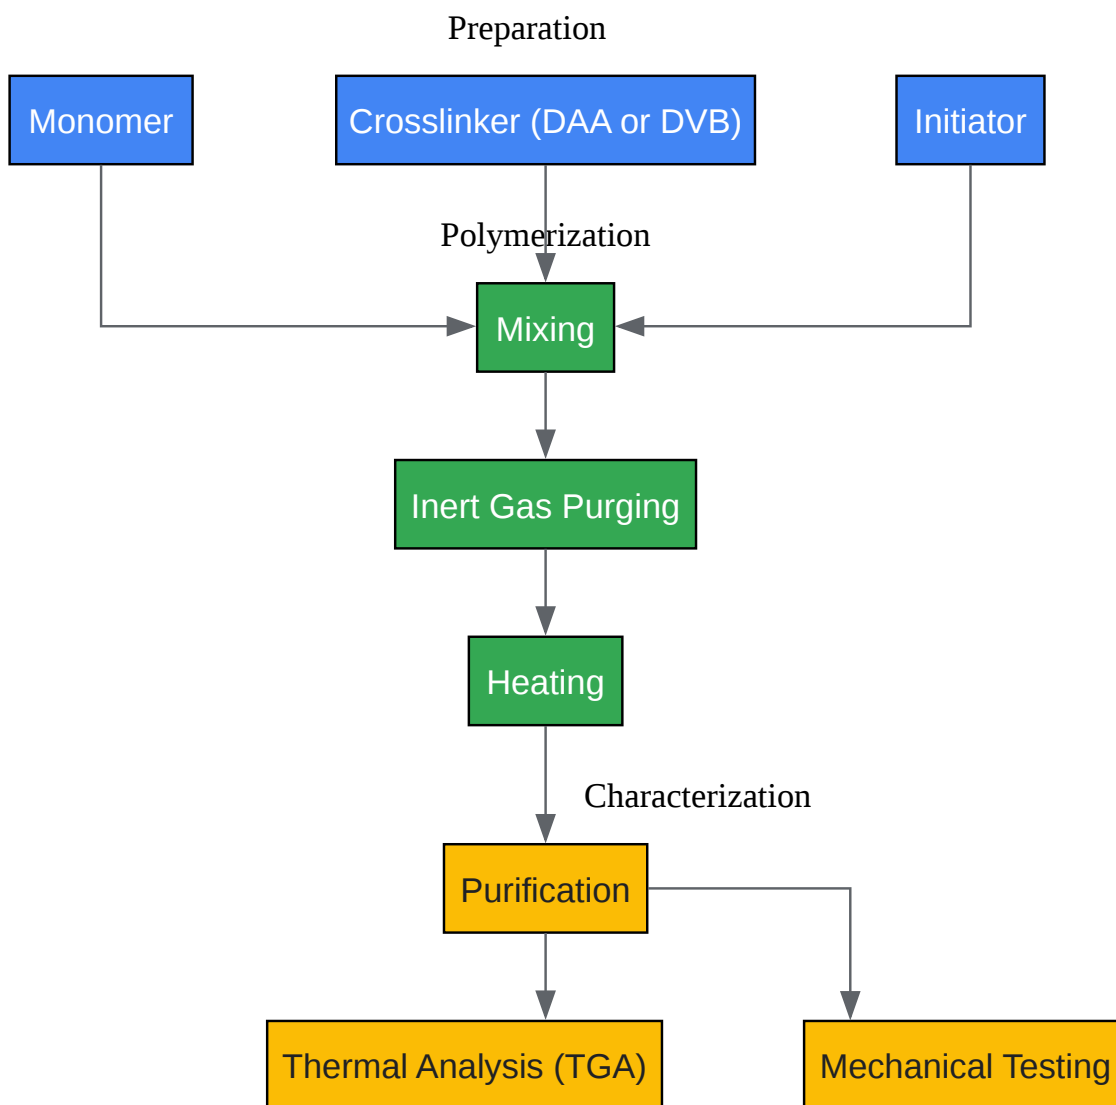 Preparation
Monomer
Crosslinker (DAA or DVB)
Initiator
Polymerization
Mixing
Inert Gas Purging
Heating
Characterization
Purification
Thermal Analysis (TGA)
Mechanical Testing